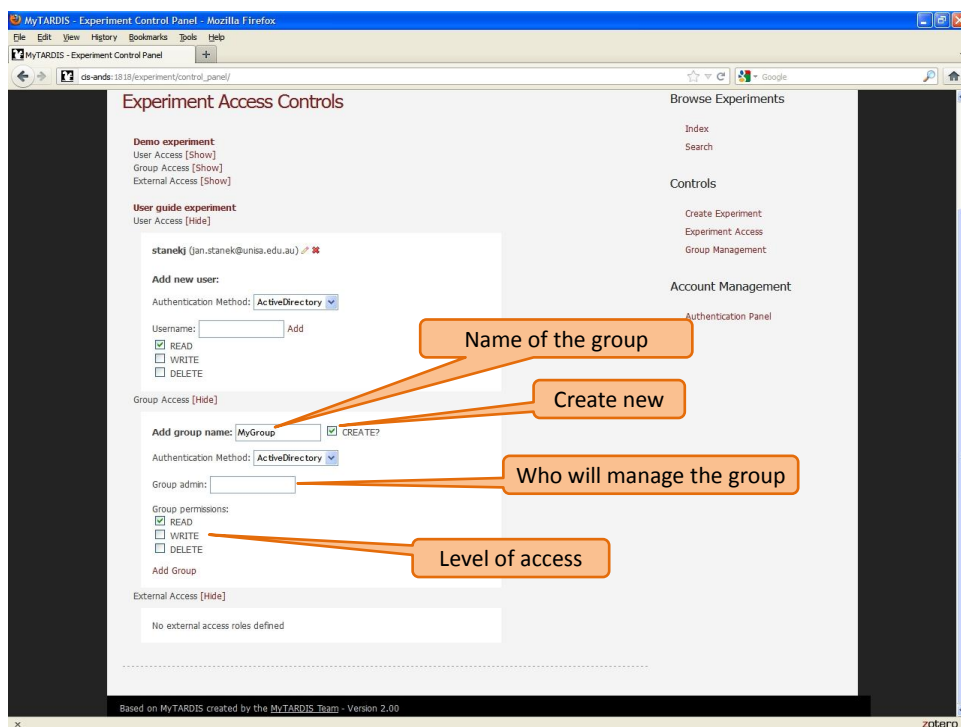 MyTARDIS - Experiment Control Panel - Mozilla Firefox
File Edit View History Bookmarks Tools Help
MyTARDIS - Experiment Control Panel +
cis-ands:1818/experiment/control_panel/
Google
Experiment Access Controls
Demo experiment
User Access [Show]
Group Access [Show]
External Access [Show]
User guide experiment
User Access [Hide]
stanekj (jan.stanek@unisa.edu.au)
Add new user:
Authentication Method: ActiveDirectory
Username: Add
READ
WRITE
DELETE
Group Access [Hide]
Add group name: MyGroup CREATE?
Authentication Method: ActiveDirectory
Group admin:
Group permissions:
READ
WRITE
DELETE
Add Group
External Access [Hide]
No external access roles defined
Browse Experiments
Index
Search
Controls
Create Experiment
Experiment Access
Group Management
Account Management
Authentication Panel
Name of the group
Create new
Who will manage the group
Level of access
Based on MyTARDIS created by the MyTARDIS Team - Version 2.00
x
zotero